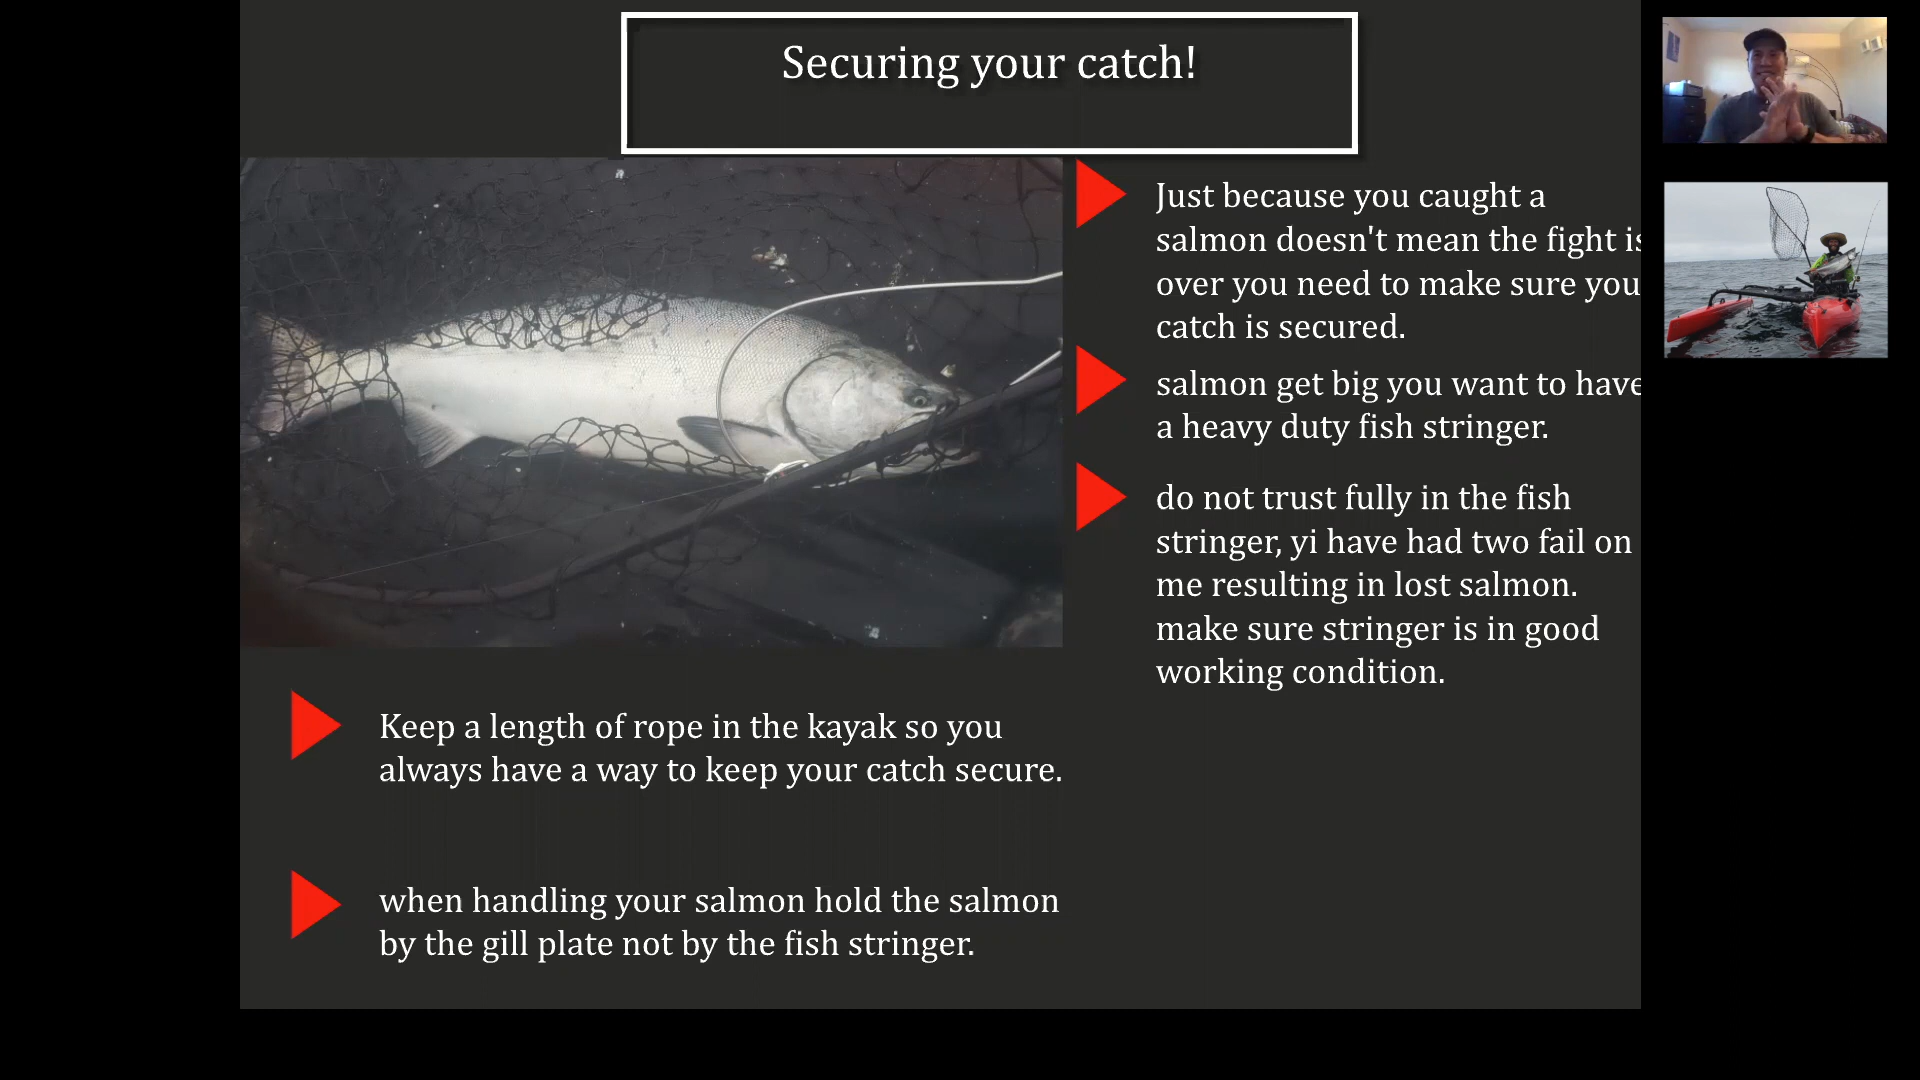 Securing your catch!
Just because you caught a
salmon doesn't mean the fight is
over you need to make sure you
catch is secured.
salmon get big you want to have
a heavy duty fish stringer.
do not trust fully in the fish
stringer, yi have had two fail on
me resulting in lost salmon.
make sure stringer is in good
working condition.
Keep a length of rope in the kayak so you
always have a way to keep your catch secure.
when handling your salmon hold the salmon
by the gill plate not by the fish stringer.